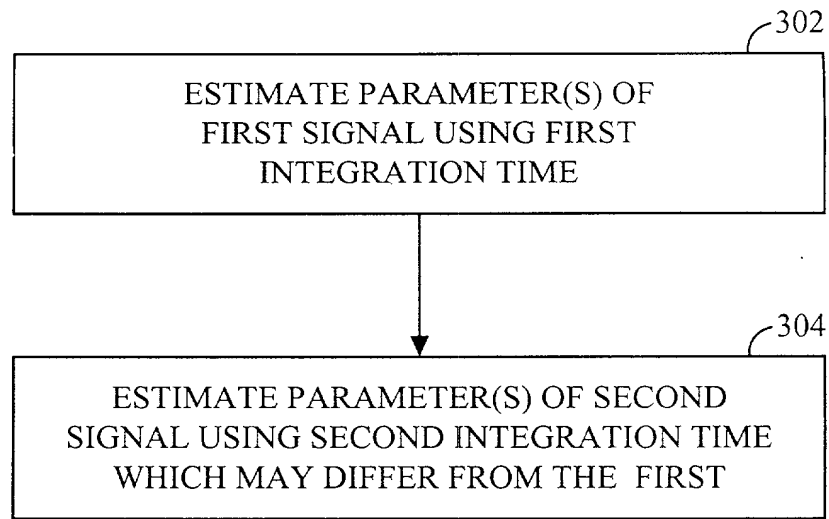 302
ESTIMATE PARAMETER(S) OF
FIRST SIGNAL USING FIRST
INTEGRATION TIME
304
ESTIMATE PARAMETER(S) OF SECOND
SIGNAL USING SECOND INTEGRATION TIME
WHICH MAY DIFFER FROM THE FIRST